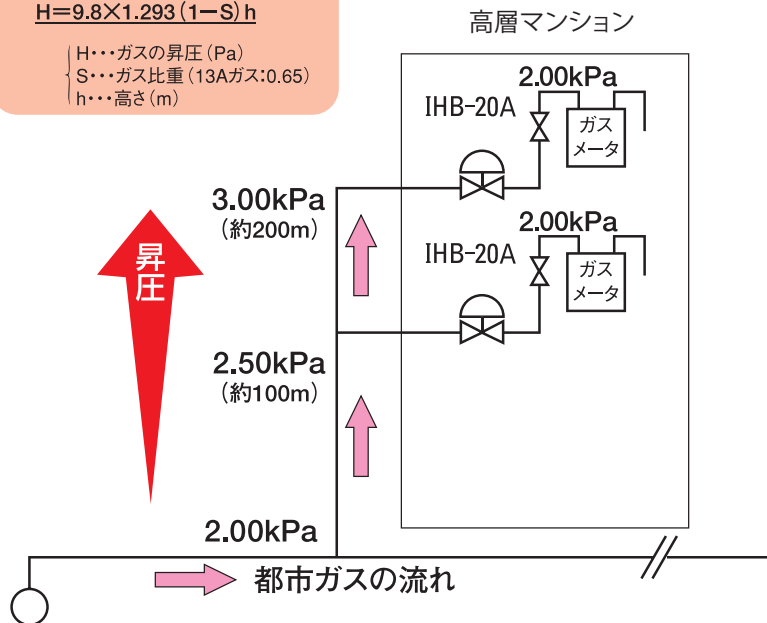 H=9.8×1.293(1−S)h
H･･･ガスの昇圧(Pa)
S･･･ガス比重(13Aガス:0.65)
h･･･高さ(m)
高層マンション
2.00kPa
IHB-20A
ガス
メータ
3.00kPa
(約200m)
2.00kPa
IHB-20A
ガス
メータ
昇圧
2.50kPa
(約100m)
2.00kPa
都市ガスの流れ